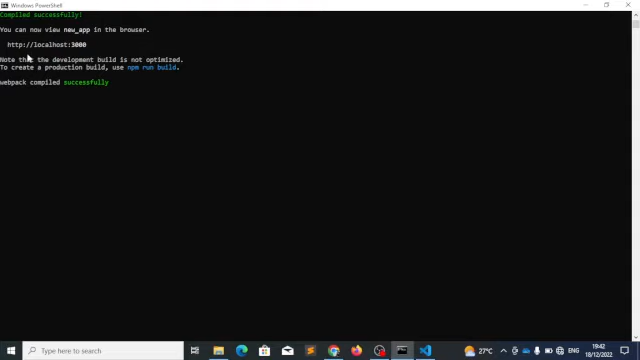 Windows PowerShell
Compiled successfully!
You can now view new_app in the browser.
http://localhost:3000
Note that the development build is not optimized.
To create a production build, use npm run build.
webpack compiled successfully
Type here to search
27°C
ENG
19:42
18/12/2022